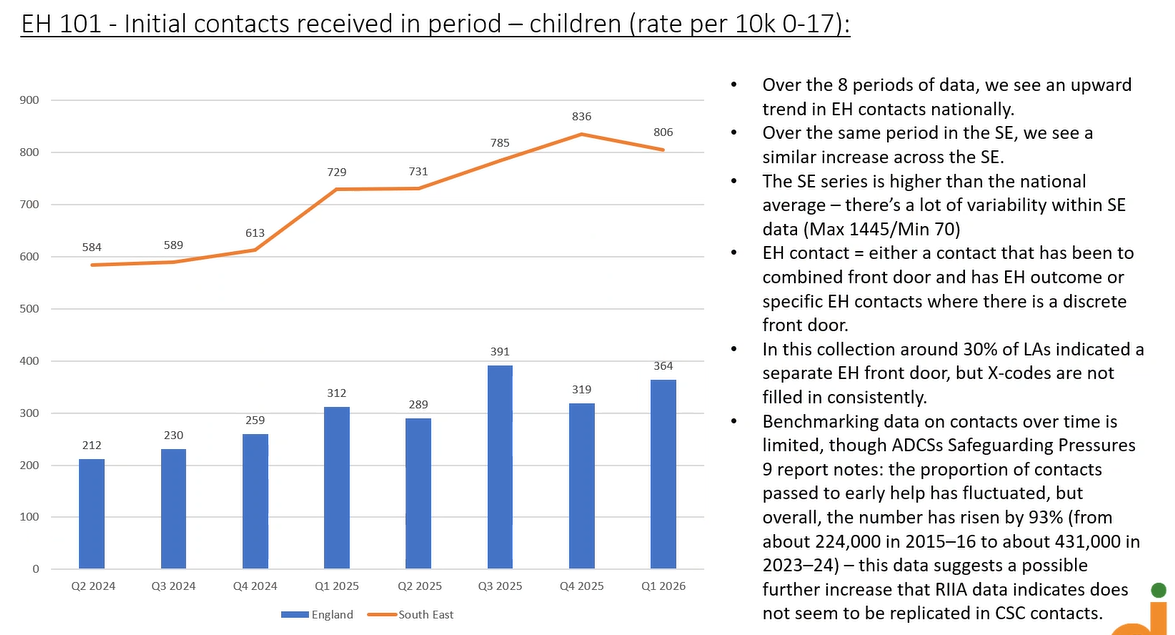 EH 101 - Initial contacts received in period – children (rate per 10k 0-17):
900
800
700
600
500
400
300
200
100
0
584
589
613
729
731
785
836
806
212
230
259
312
289
391
319
364
Q2 2024
Q3 2024
Q4 2024
Q1 2025
Q2 2025
Q3 2025
Q4 2025
Q1 2026
England
South East
• Over the 8 periods of data, we see an upward
trend in EH contacts nationally.
• Over the same period in the SE, we see a
similar increase across the SE.
• The SE series is higher than the national
average – there’s a lot of variability within SE
data (Max 1445/Min 70)
• EH contact = either a contact that has been to
combined front door and has EH outcome or
specific EH contacts where there is a discrete
front door.
• In this collection around 30% of LAs indicated a
separate EH front door, but X-codes are not
filled in consistently.
• Benchmarking data on contacts over time is
limited, though ADCSs Safeguarding Pressures
9 report notes: the proportion of contacts
passed to early help has fluctuated, but
overall, the number has risen by 93% (from
about 224,000 in 2015–16 to about 431,000 in
2023–24) – this data suggests a possible
further increase that RIIA data indicates does
not seem to be replicated in CSC contacts.